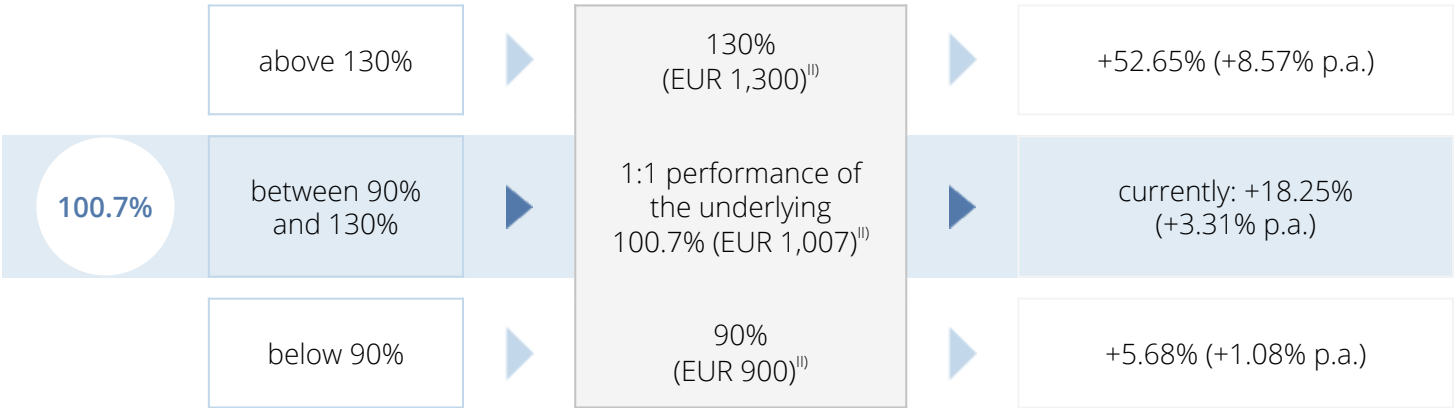 above 130%
130%
(EUR 1,300)II)
+52.65% (+8.57% p.a.)
100.7%
between 90%
and 130%
1:1 performance of
the underlying
100.7% (EUR 1,007)II)
currently: +18.25%
(+3.31% p.a.)
below 90%
90%
(EUR 900)II)
+5.68% (+1.08% p.a.)